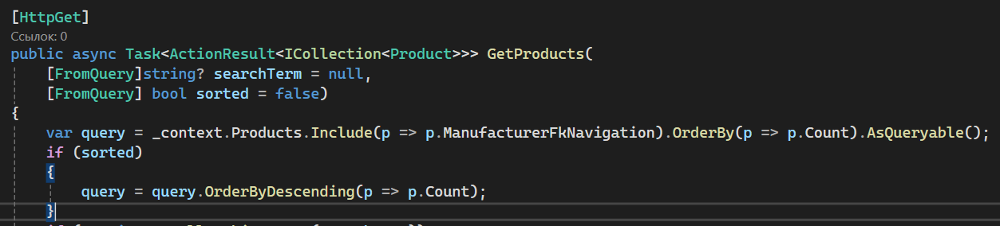 [HttpGet]
Ссылок: 0
public async Task<ActionResult<ICollection<Product>>> GetProducts(
[FromQuery]string? searchTerm = null,
[FromQuery] bool sorted = false)
{
var query = _context.Products.Include(p => p.ManufacturerFkNavigation).OrderBy(p => p.Count).AsQueryable();
if (sorted)
{
query = query.OrderByDescending(p => p.Count);
}